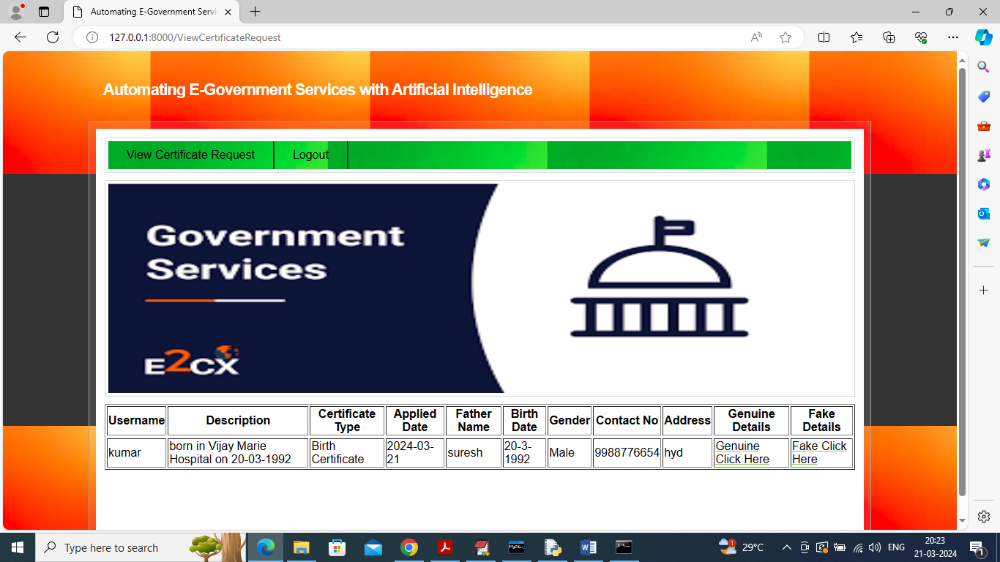 Automating E-Government Servic
127.0.0.1:8000/ViewCertificateRequest
Automating E-Government Services with Artificial Intelligence
View Certificate Request Logout
Government
Services
E2CX
Username Description Certificate Type Applied Date Father Name Birth Date Gender Contact No Address Genuine Details Fake Details
kumar born in Vijay Marie Hospital on 20-03-1992 Birth Certificate 2024-03-21 suresh 20-3-1992 Male 9988776654 hyd Genuine Click Here Fake Click Here
Type here to search
29°C
ENG
20:23
21-03-2024